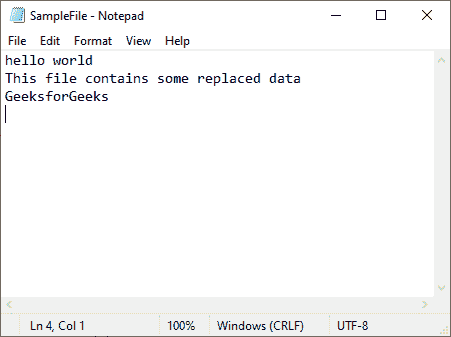 SampleFile - Notepad
File Edit Format View Help
hello world
This file contains some replaced data
GeeksforGeeks
Ln 4, Col 1 100% Windows (CRLF) UTF-8